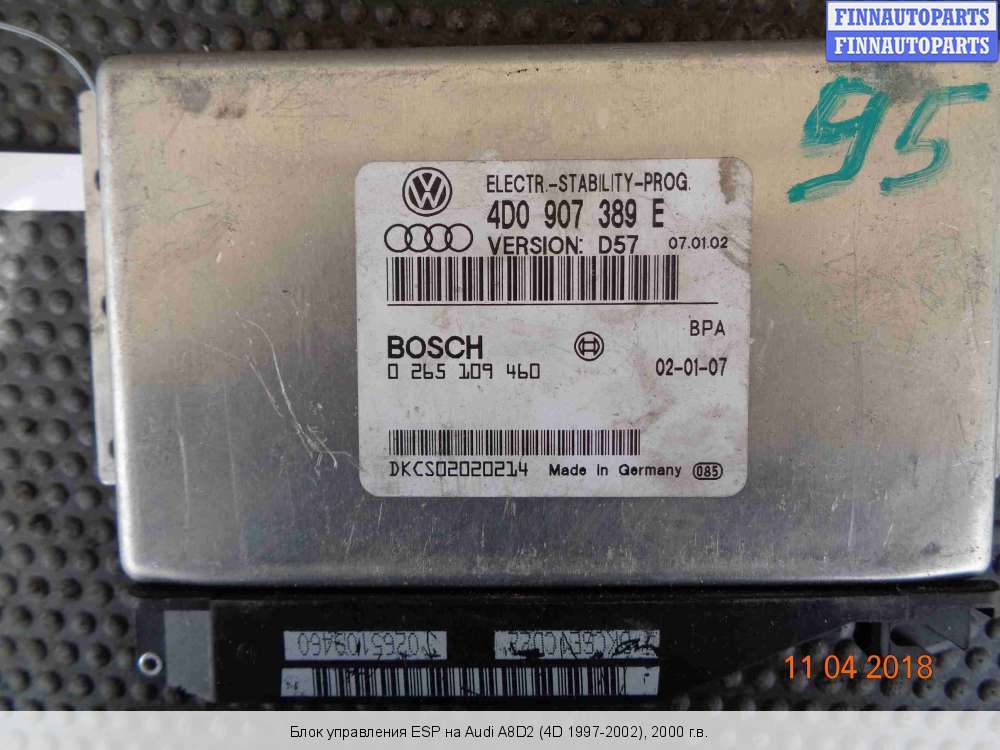 FINNAUTOPARTS
FINNAUTOPARTS
95
ELECTR.-STABILITY-PROG.
4D0 907 389 E
VERSION: D57 07.01.02
BPA
BOSCH
0 265 109 460 02-01-07
DKCS02020214 Made in Germany 085
0265109460
11 04 2018
Блок управления ESP на Audi A8D2 (4D 1997-2002), 2000 г.в.